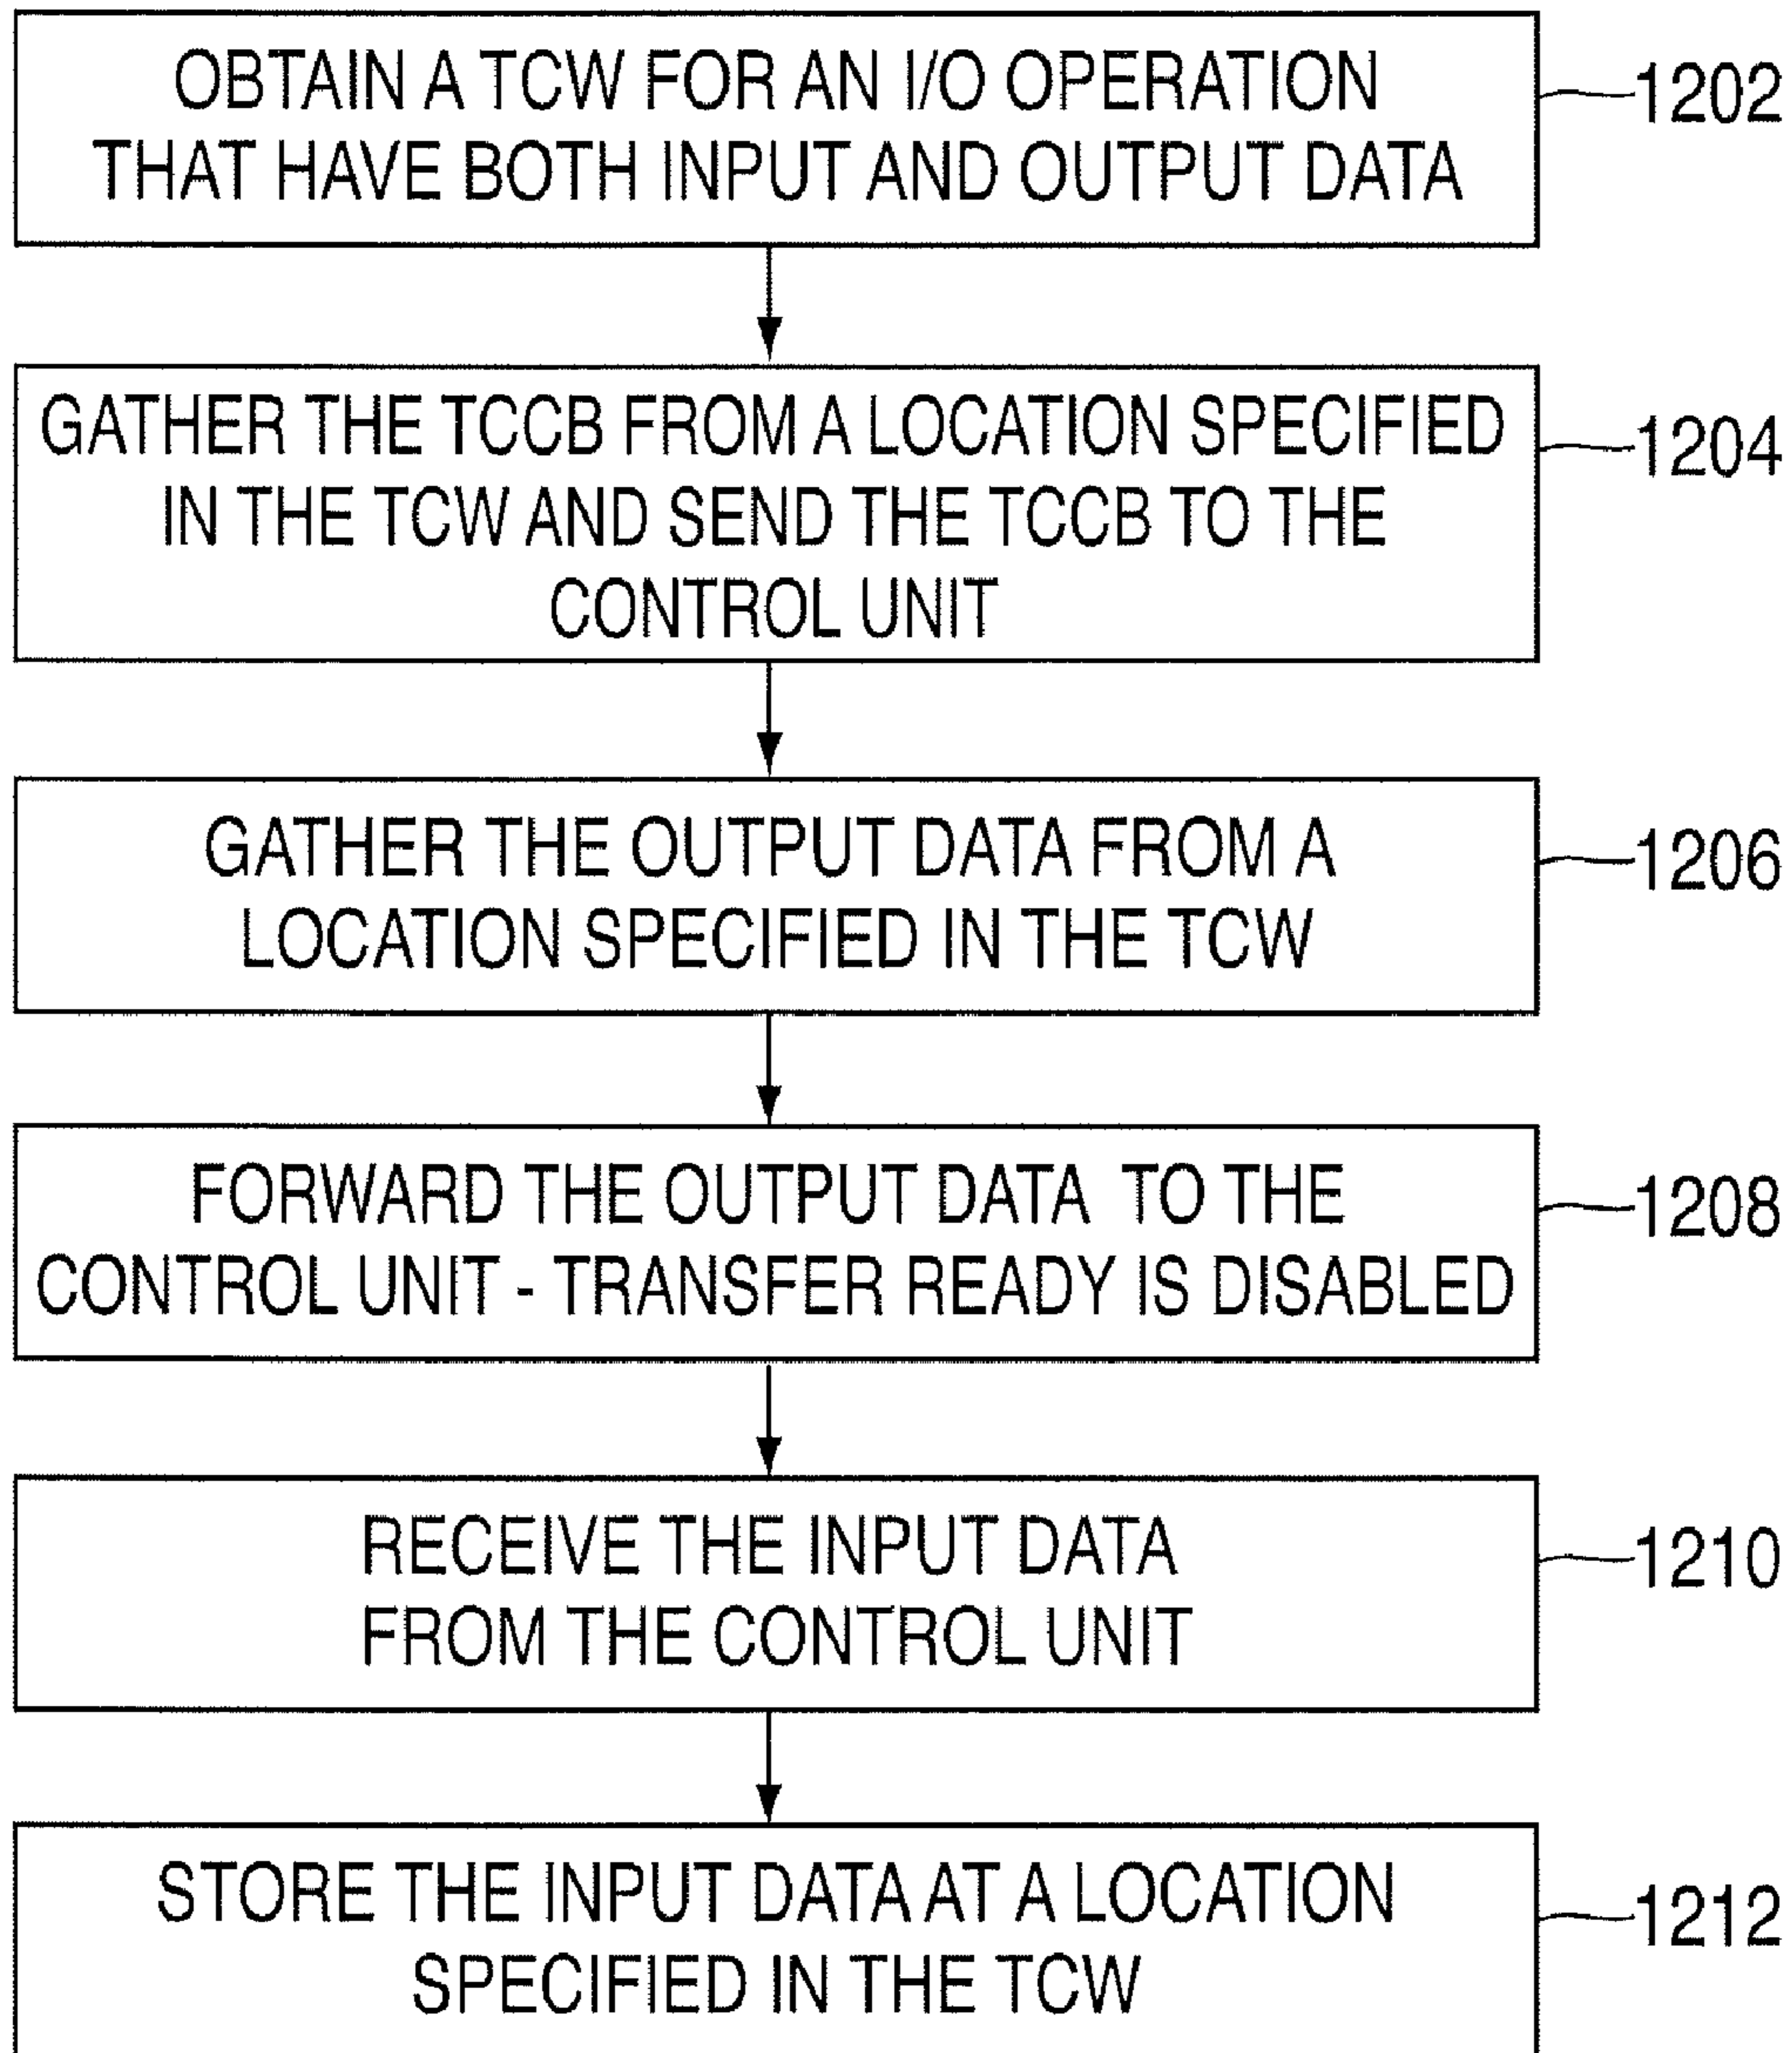 OBTAIN A TCW FOR AN I/O OPERATION
THAT HAVE BOTH INPUT AND OUTPUT DATA
1202
GATHER THE TCCB FROM A LOCATION SPECIFIED
IN THE TCW AND SEND THE TCCB TO THE
CONTROL UNIT
1204
GATHER THE OUTPUT DATA FROM A
LOCATION SPECIFIED IN THE TCW
1206
FORWARD THE OUTPUT DATA TO THE
CONTROL UNIT - TRANSFER READY IS DISABLED
1208
RECEIVE THE INPUT DATA
FROM THE CONTROL UNIT
1210
STORE THE INPUT DATA AT A LOCATION
SPECIFIED IN THE TCW
1212